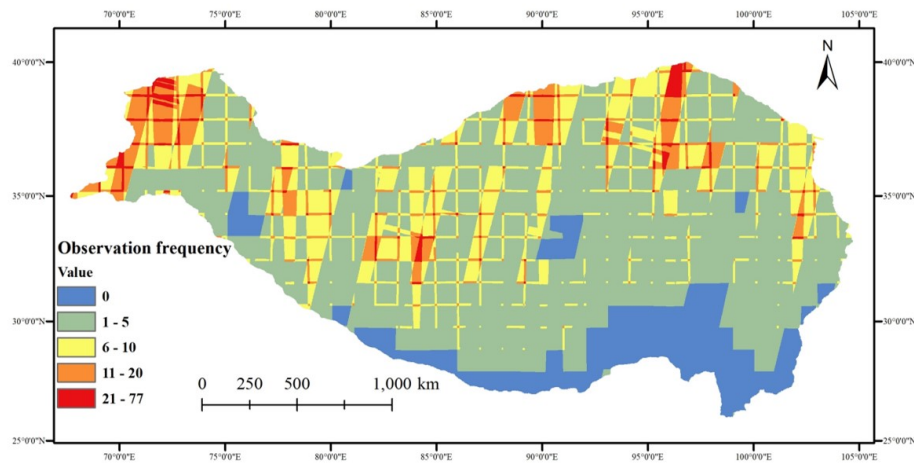 70°0'0"E 75°0'0"E 80°0'0"E 85°0'0"E 90°0'0"E 95°0'0"E 100°0'0"E 105°0'0"E
N
40°0'0"N 40°0'0"N
35°0'0"N 35°0'0"N
Observation frequency
Value
0
1 - 5
6 - 10
11 - 20
21 - 77
30°0'0"N 30°0'0"N
0 250 500 1,000 km
25°0'0"N 25°0'0"N
70°0'0"E 75°0'0"E 80°0'0"E 85°0'0"E 90°0'0"E 95°0'0"E 100°0'0"E 105°0'0"E